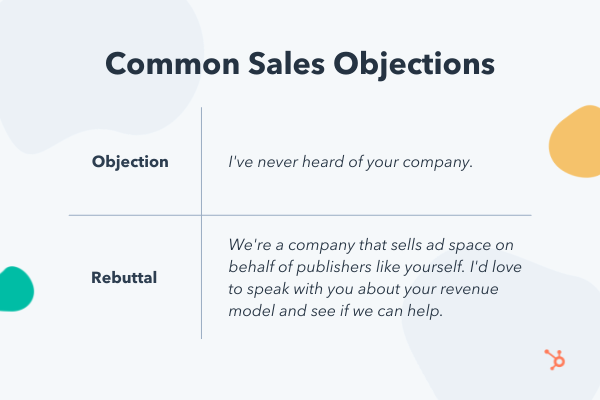 Common Sales Objections
Objection
I've never heard of your company.
Rebuttal
We're a company that sells ad space on
behalf of publishers like yourself. I'd love
to speak with you about your revenue
model and see if we can help.